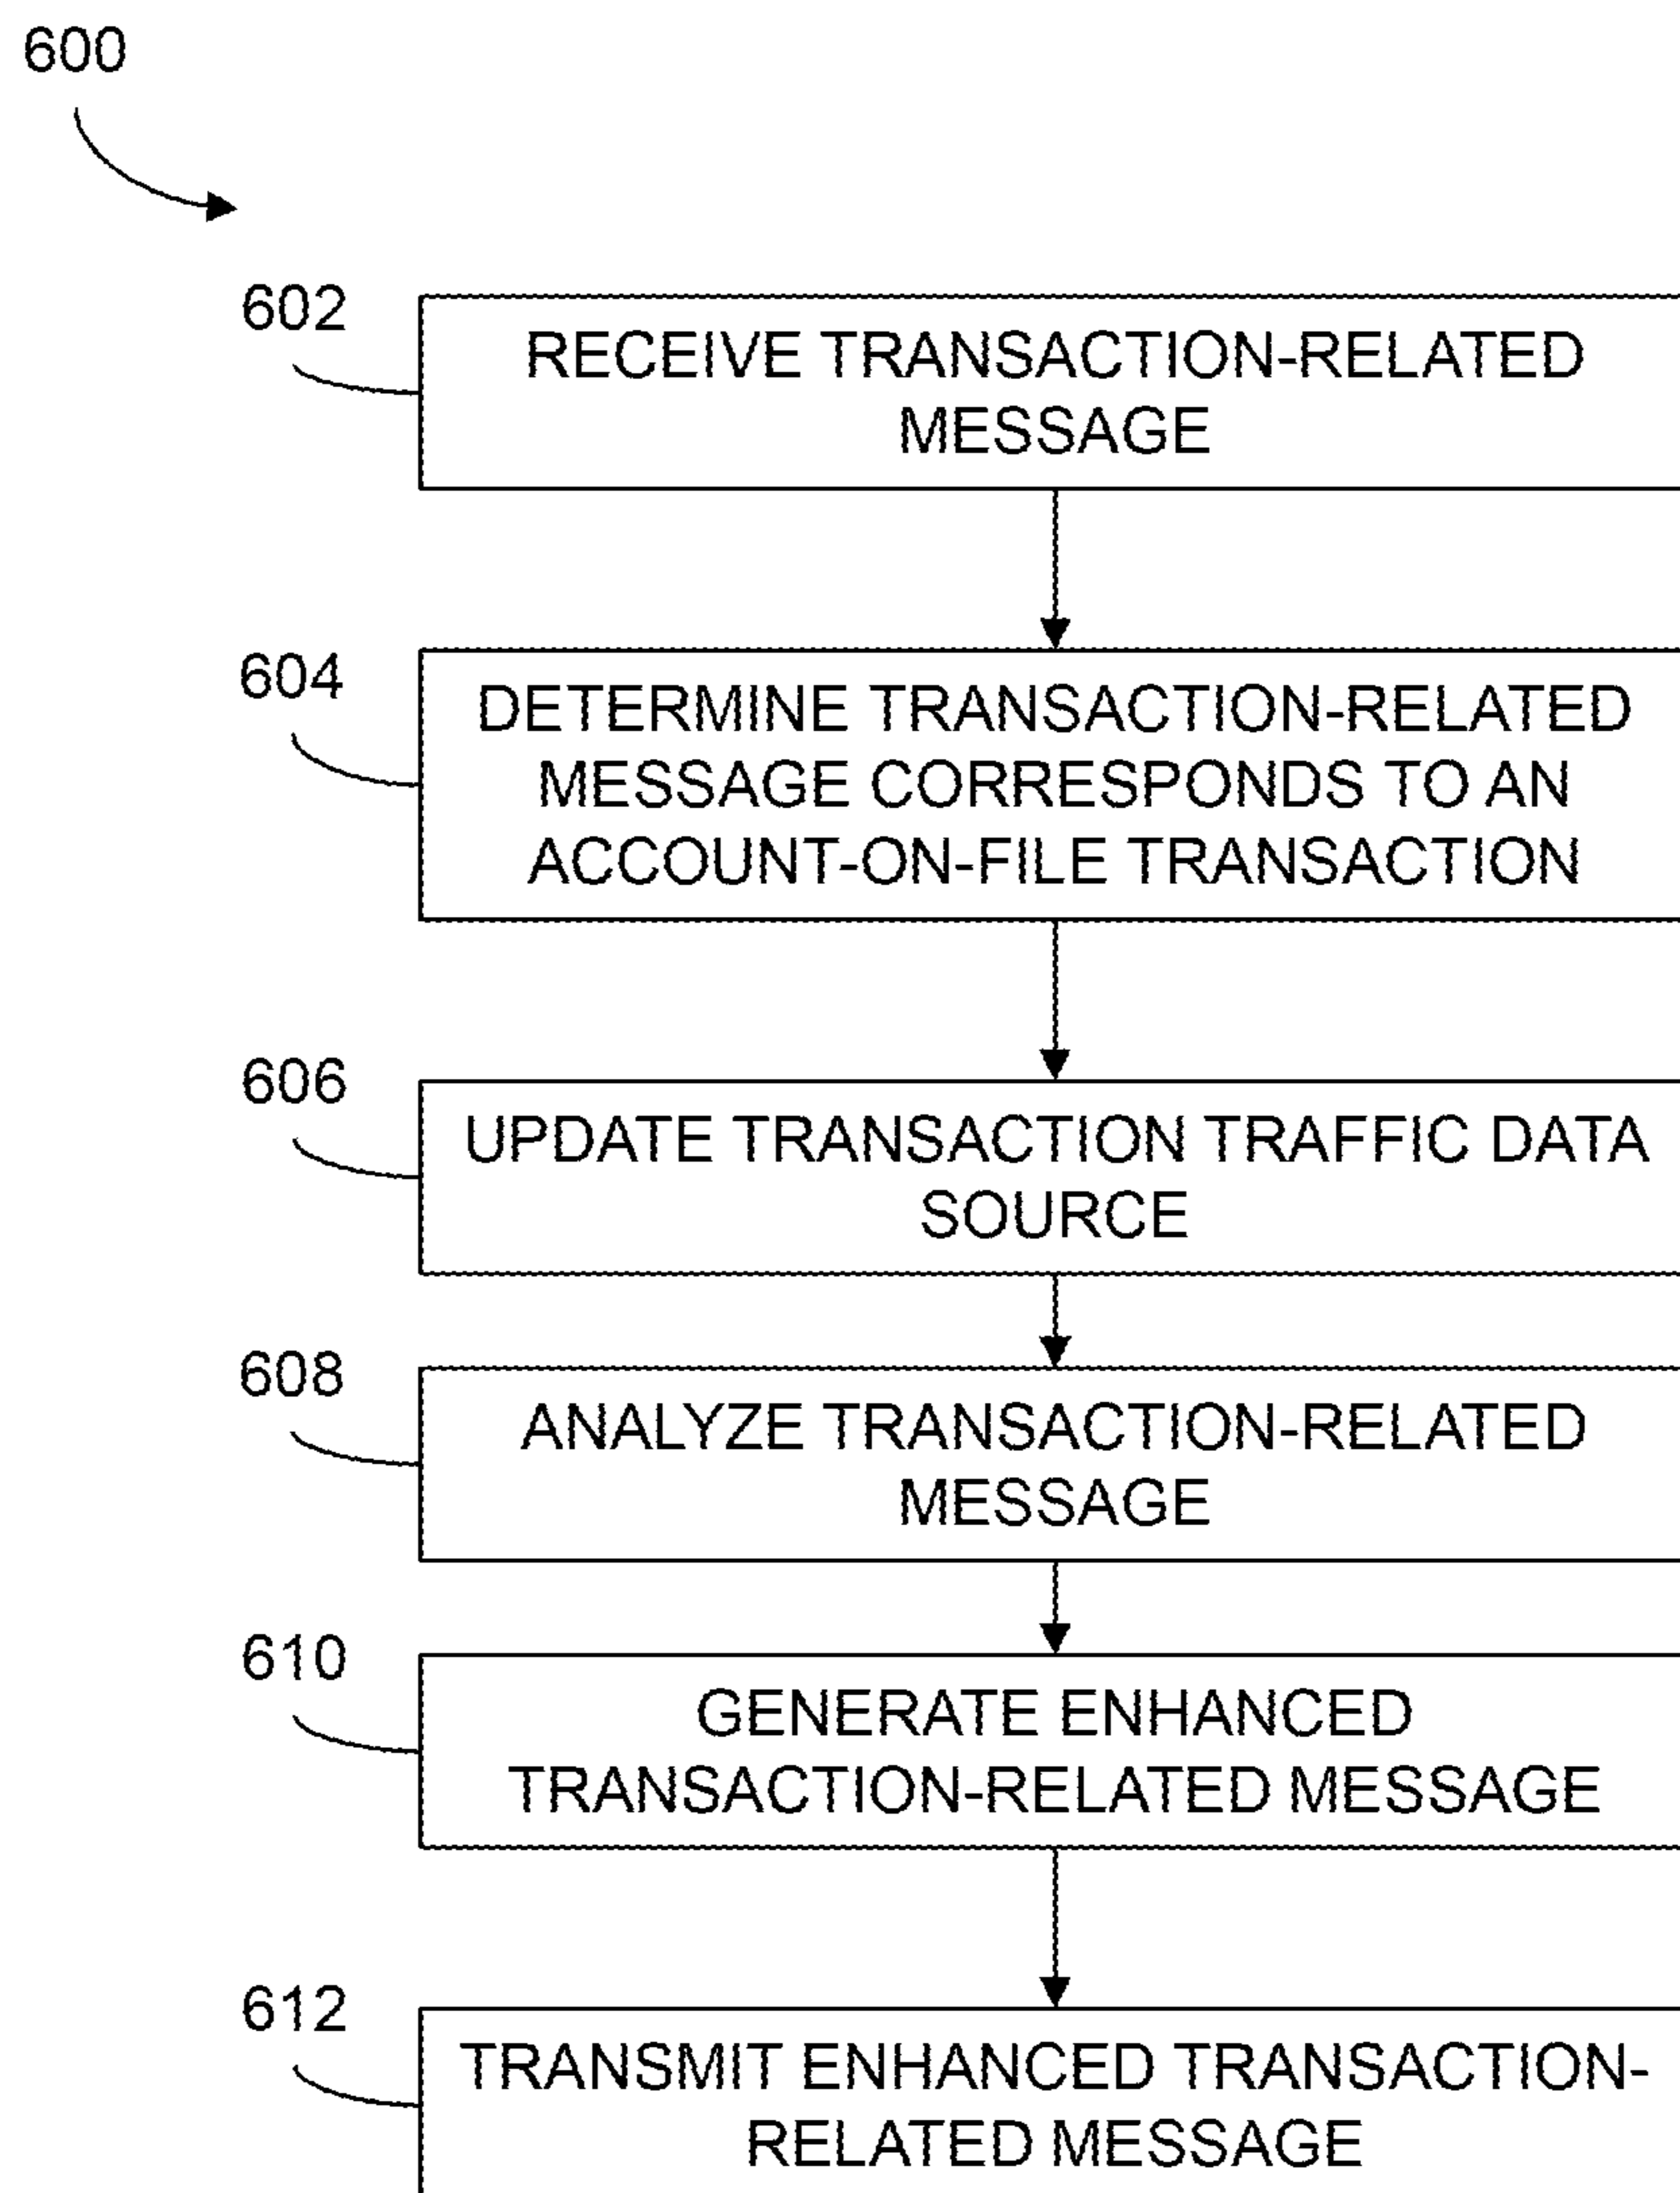 600
602
RECEIVE TRANSACTION-RELATED
MESSAGE
604
DETERMINE TRANSACTION-RELATED
MESSAGE CORRESPONDS TO AN
ACCOUNT-ON-FILE TRANSACTION
606
UPDATE TRANSACTION TRAFFIC DATA
SOURCE
608
ANALYZE TRANSACTION-RELATED
MESSAGE
610
GENERATE ENHANCED
TRANSACTION-RELATED MESSAGE
612
TRANSMIT ENHANCED TRANSACTION-
RELATED MESSAGE